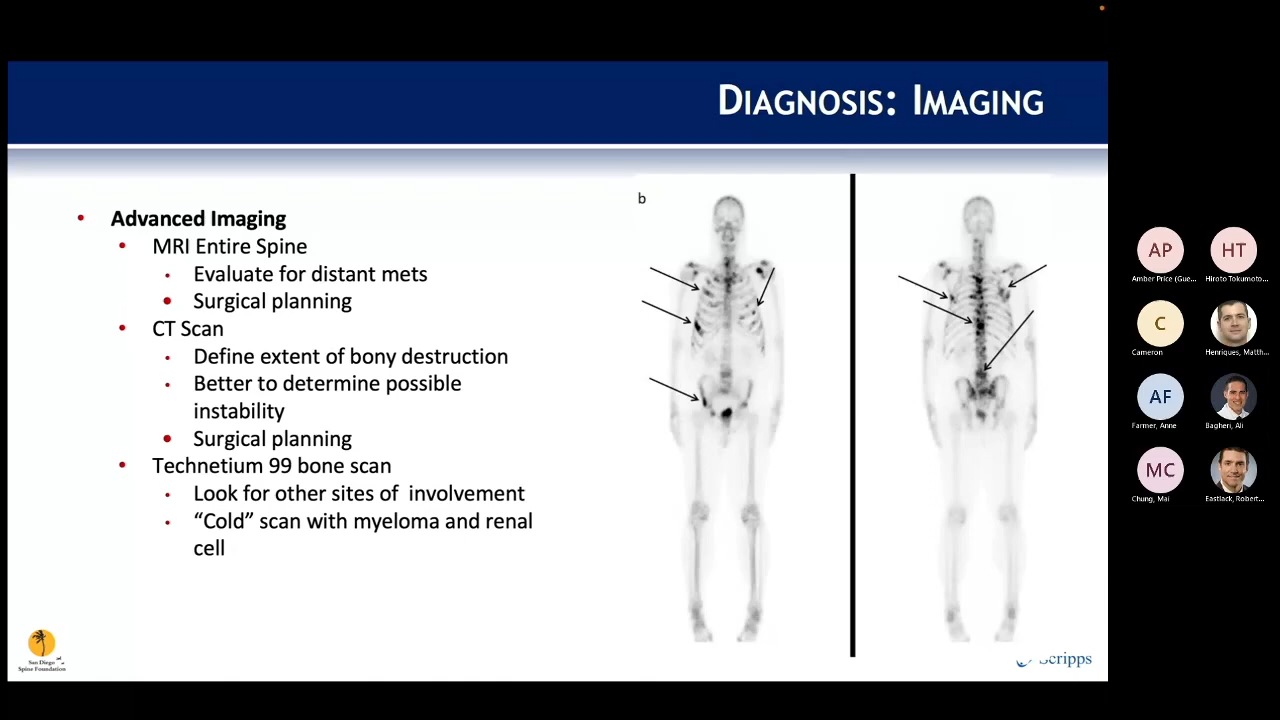 DIAGNOSIS: IMAGING
Advanced Imaging
MRI Entire Spine
Evaluate for distant mets
Surgical planning
CT Scan
Define extent of bony destruction
Better to determine possible
instability
Surgical planning
Technetium 99 bone scan
Look for other sites of involvement
“Cold” scan with myeloma and renal
cell
b
San Diego
Spine Foundation
Scripps
AP
HT
Amber Price (Gue...
Hiroto Tokumoto...
C
Cameron
Henriques, Matth...
AF
Farmer, Anne
Bagheri, Ali
MC
Chung, Mai
Eastlack, Robert...